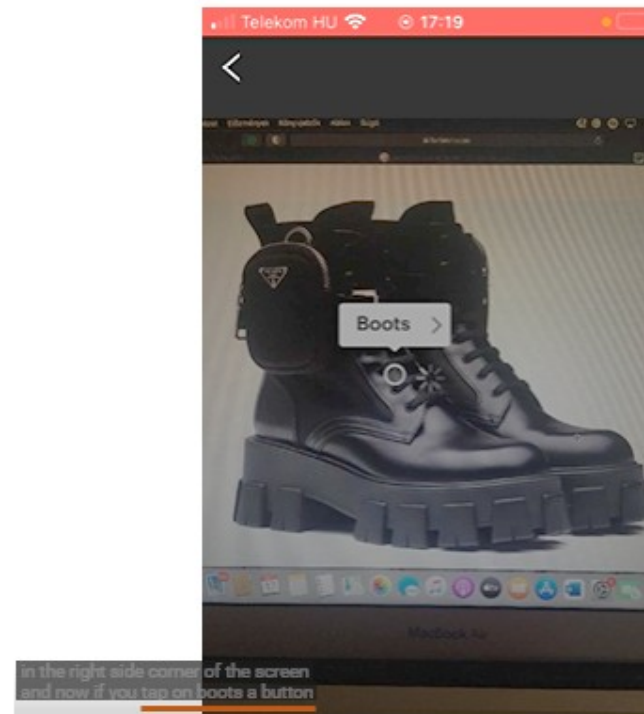 Telekom HU 17:19
Boots
MacBook Air
in the right side corner of the screen
and now if you tap on boots a button